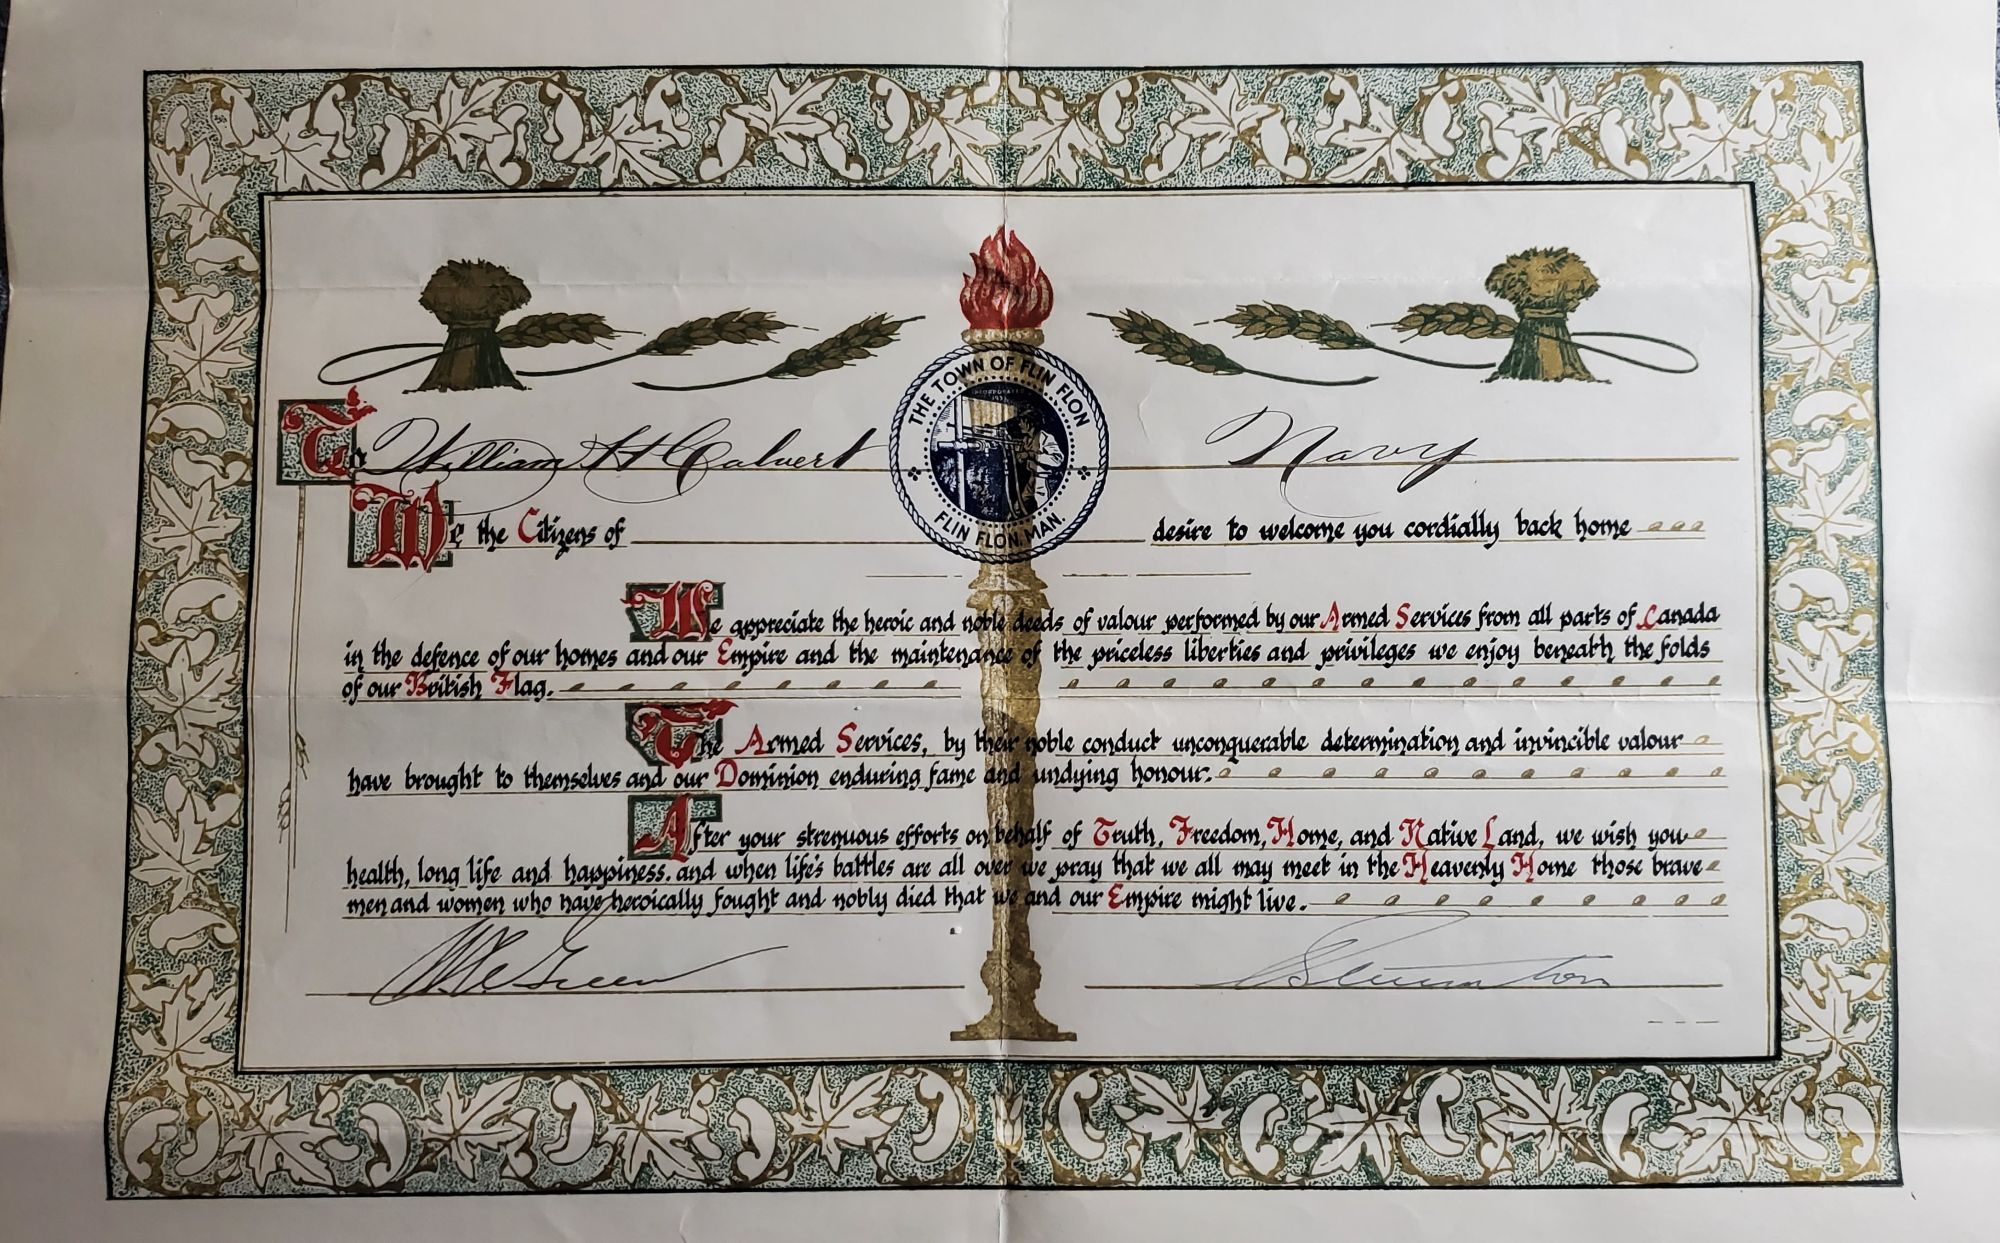 THE TOWN OF FLIN FLON
INCORPORATED
FLIN FLON, MAN.
To William H Calvert Navy
We the Citizens of desire to welcome you cordially back home
We appreciate the heroic and noble deeds of valour performed by our Armed Services from all parts of Canada
in the defence of our homes and our Empire and the maintenance of the priceless liberties and privileges we enjoy beneath the folds
of our British Flag.
The Armed Services, by their noble conduct unconquerable determination and invincible valour
have brought to themselves and our Dominion enduring fame and undying honour.
After your strenuous efforts on behalf of Truth, Freedom, Home, and Native Land, we wish you
health, long life and happiness. and when life's battles are all over we pray that we all may meet in the Heavenly Home those brave
men and women who have heroically fought and nobly died that we and our Empire might live.
Green